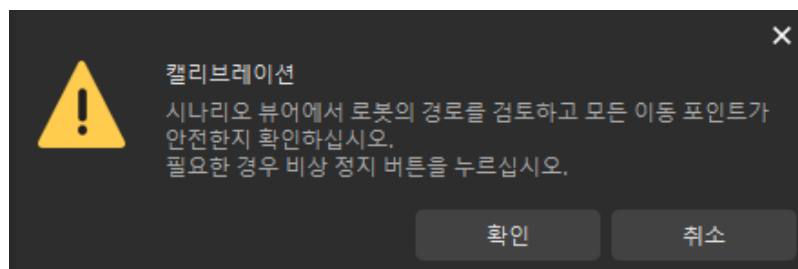 캘리브레이션
시나리오 뷰어에서 로봇의 경로를 검토하고 모든 이동 포인트가
안전한지 확인하십시오.
필요한 경우 비상 정지 버튼을 누르십시오.
확인 취소